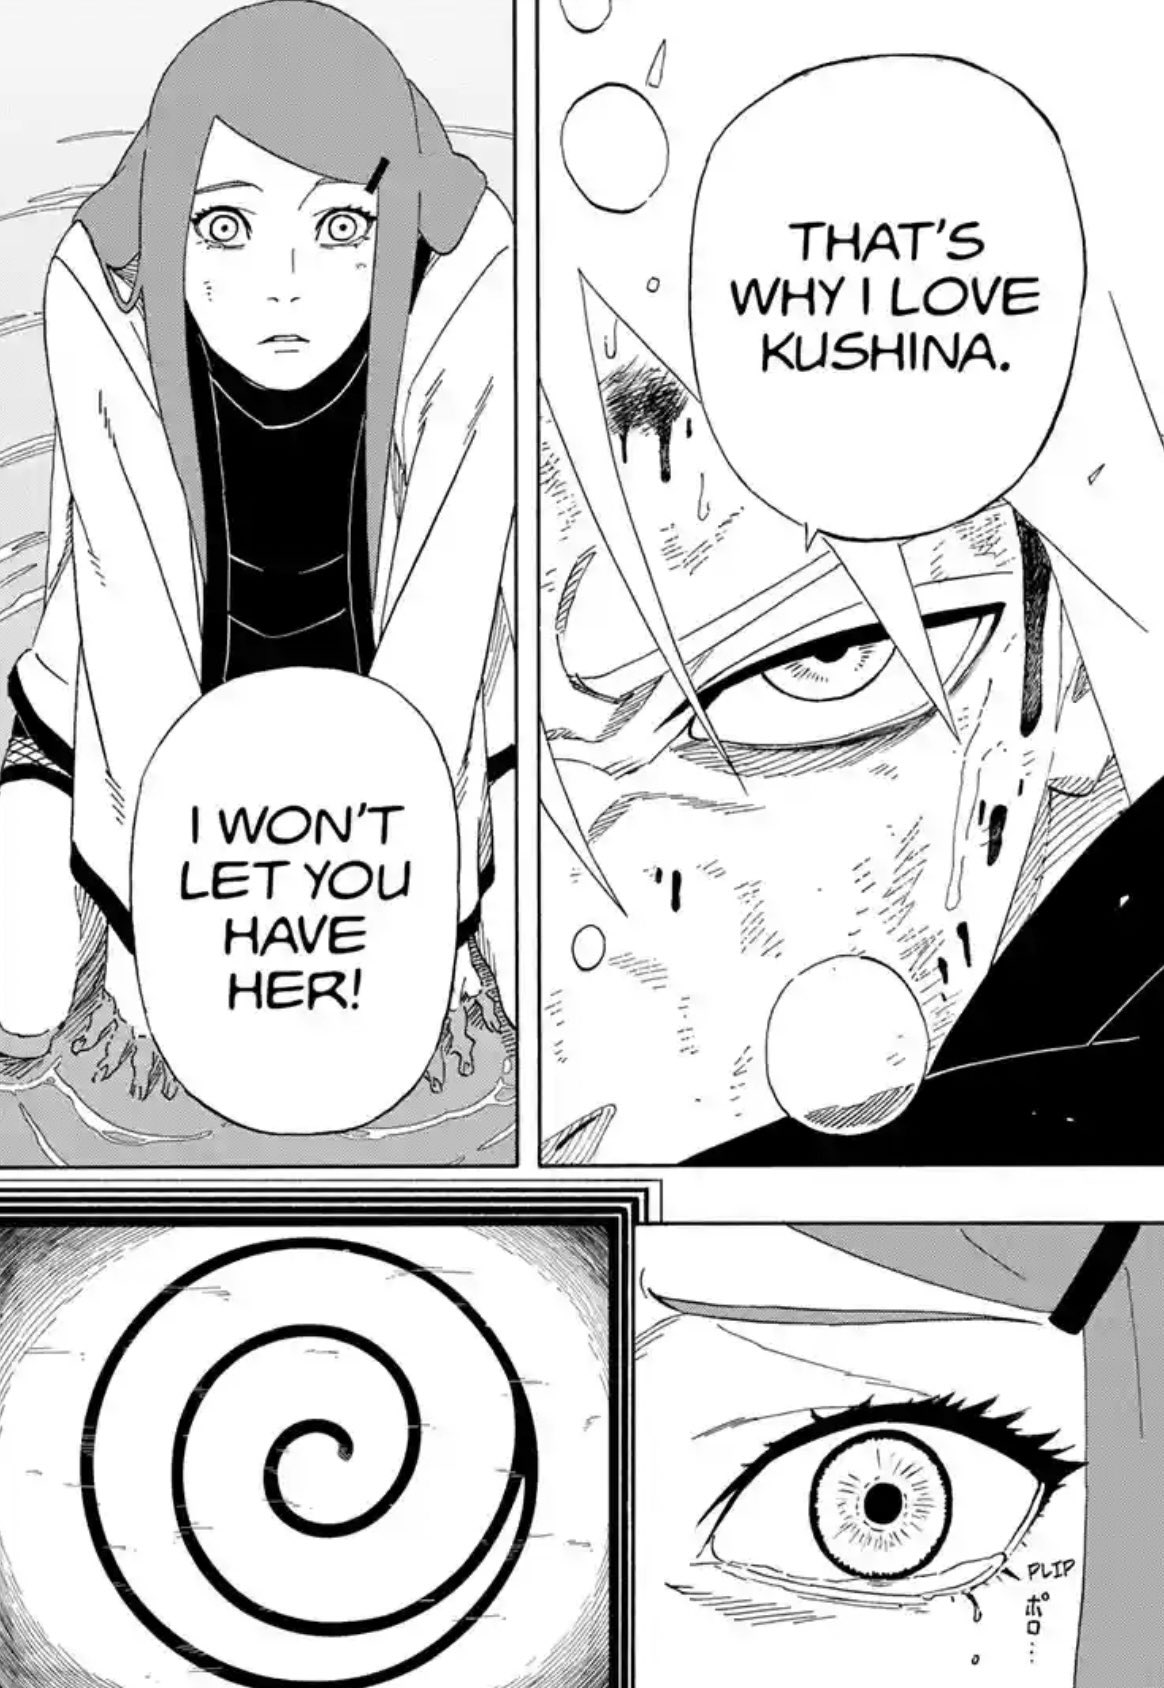 THAT'S
WHY I LOVE
KUSHINA.
I WON'T
LET YOU
HAVE
HER!
PLIP
ポロ…